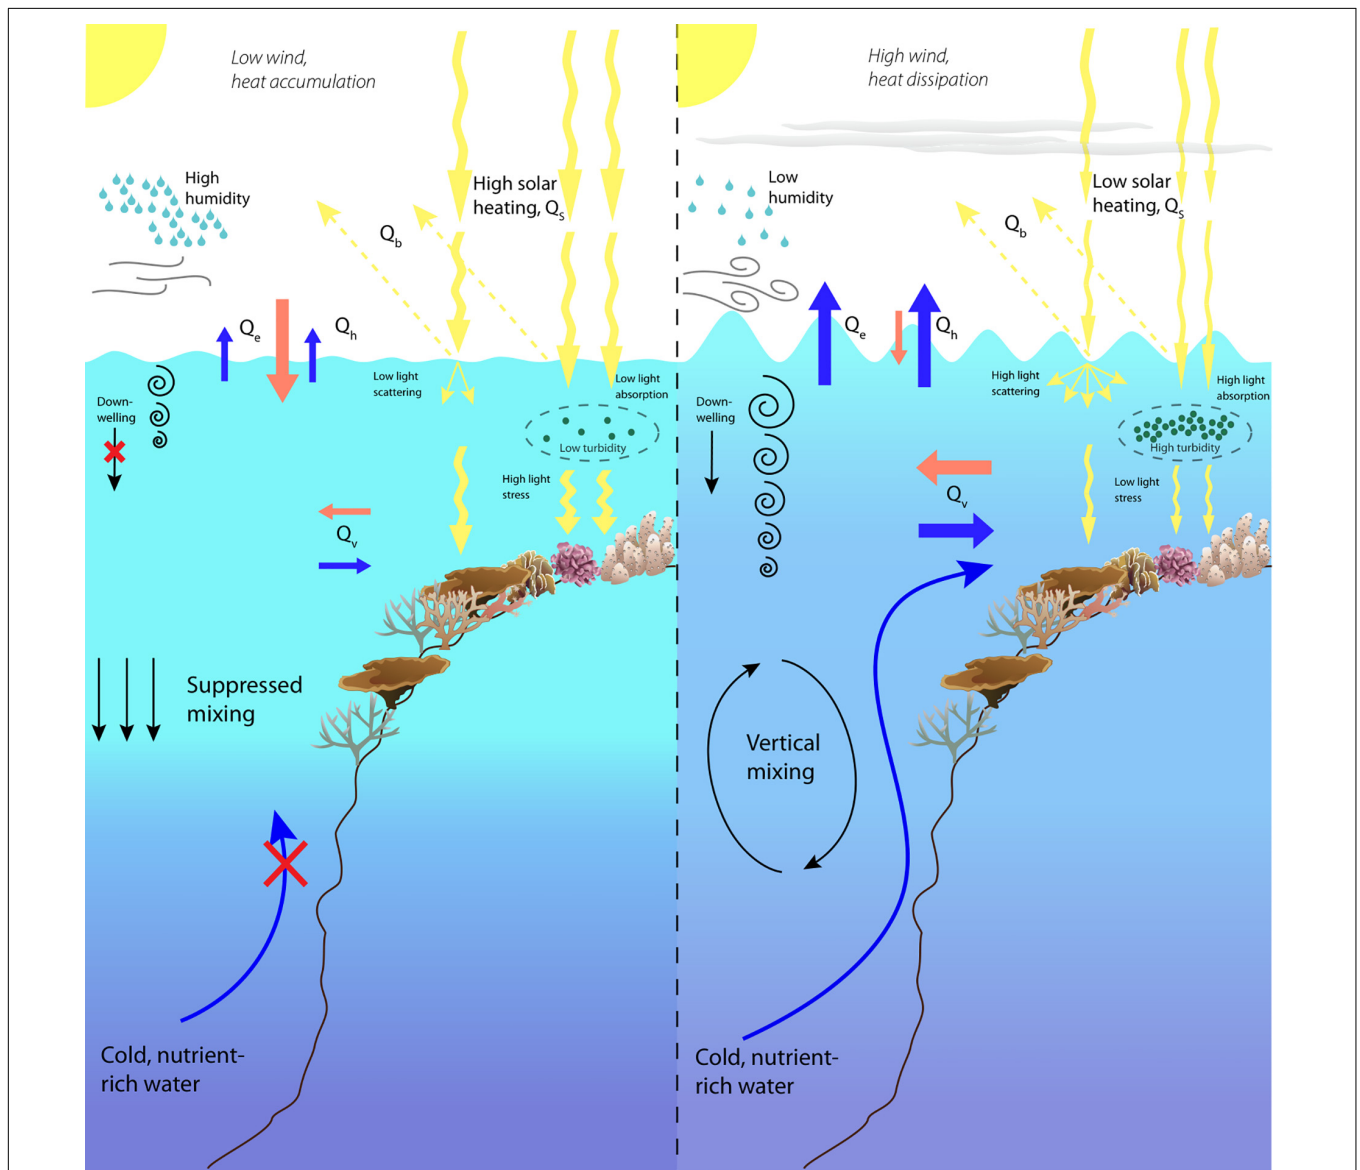 Low wind,
heat accumulation
High
humidity
High solar
heating, Qs
Qb
Qe
Qh
Low light
scattering
Low light
absorption
Down-
welling
Low turbidity
High light
stress
Qv
Suppressed
mixing
Cold, nutrient-
rich water
High wind,
heat dissipation
Low
humidity
Low solar
heating, Qs
Qb
Qe
Qh
High light
scattering
High light
absorption
Down-
welling
High turbidity
Low light
stress
Qv
Vertical
mixing
Cold, nutrient-
rich water